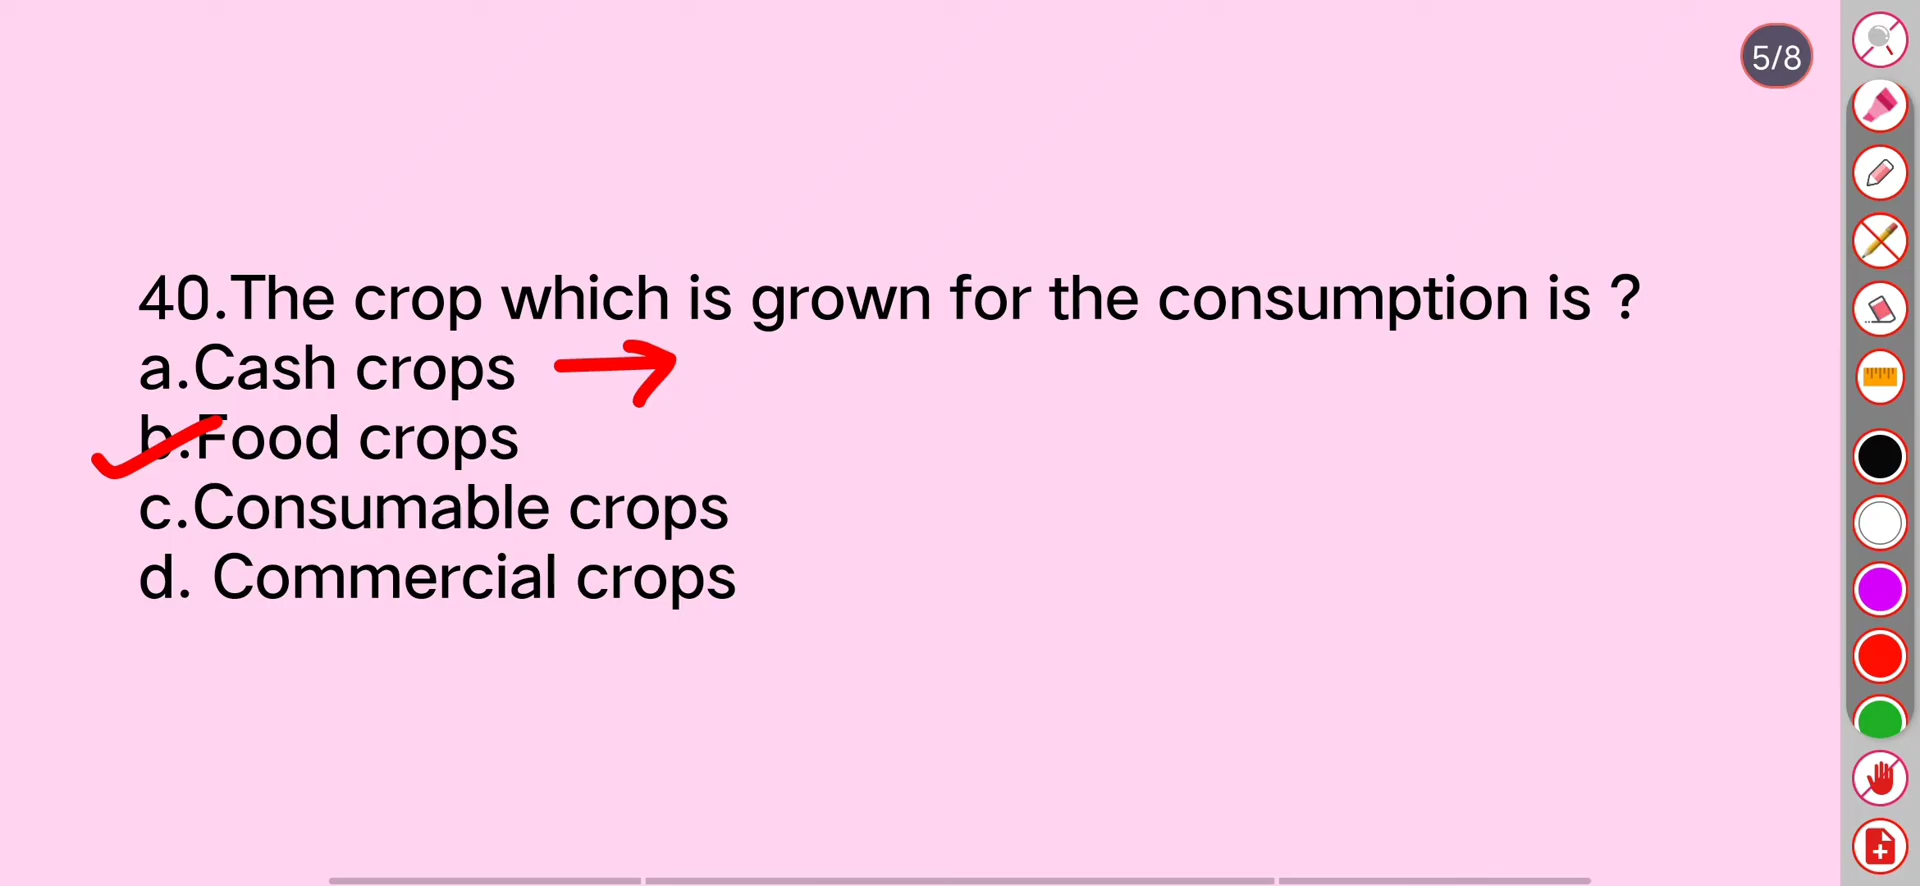 5/8
40.The crop which is grown for the consumption is ?
a.Cash crops
b.Food crops
c.Consumable crops
d. Commercial crops